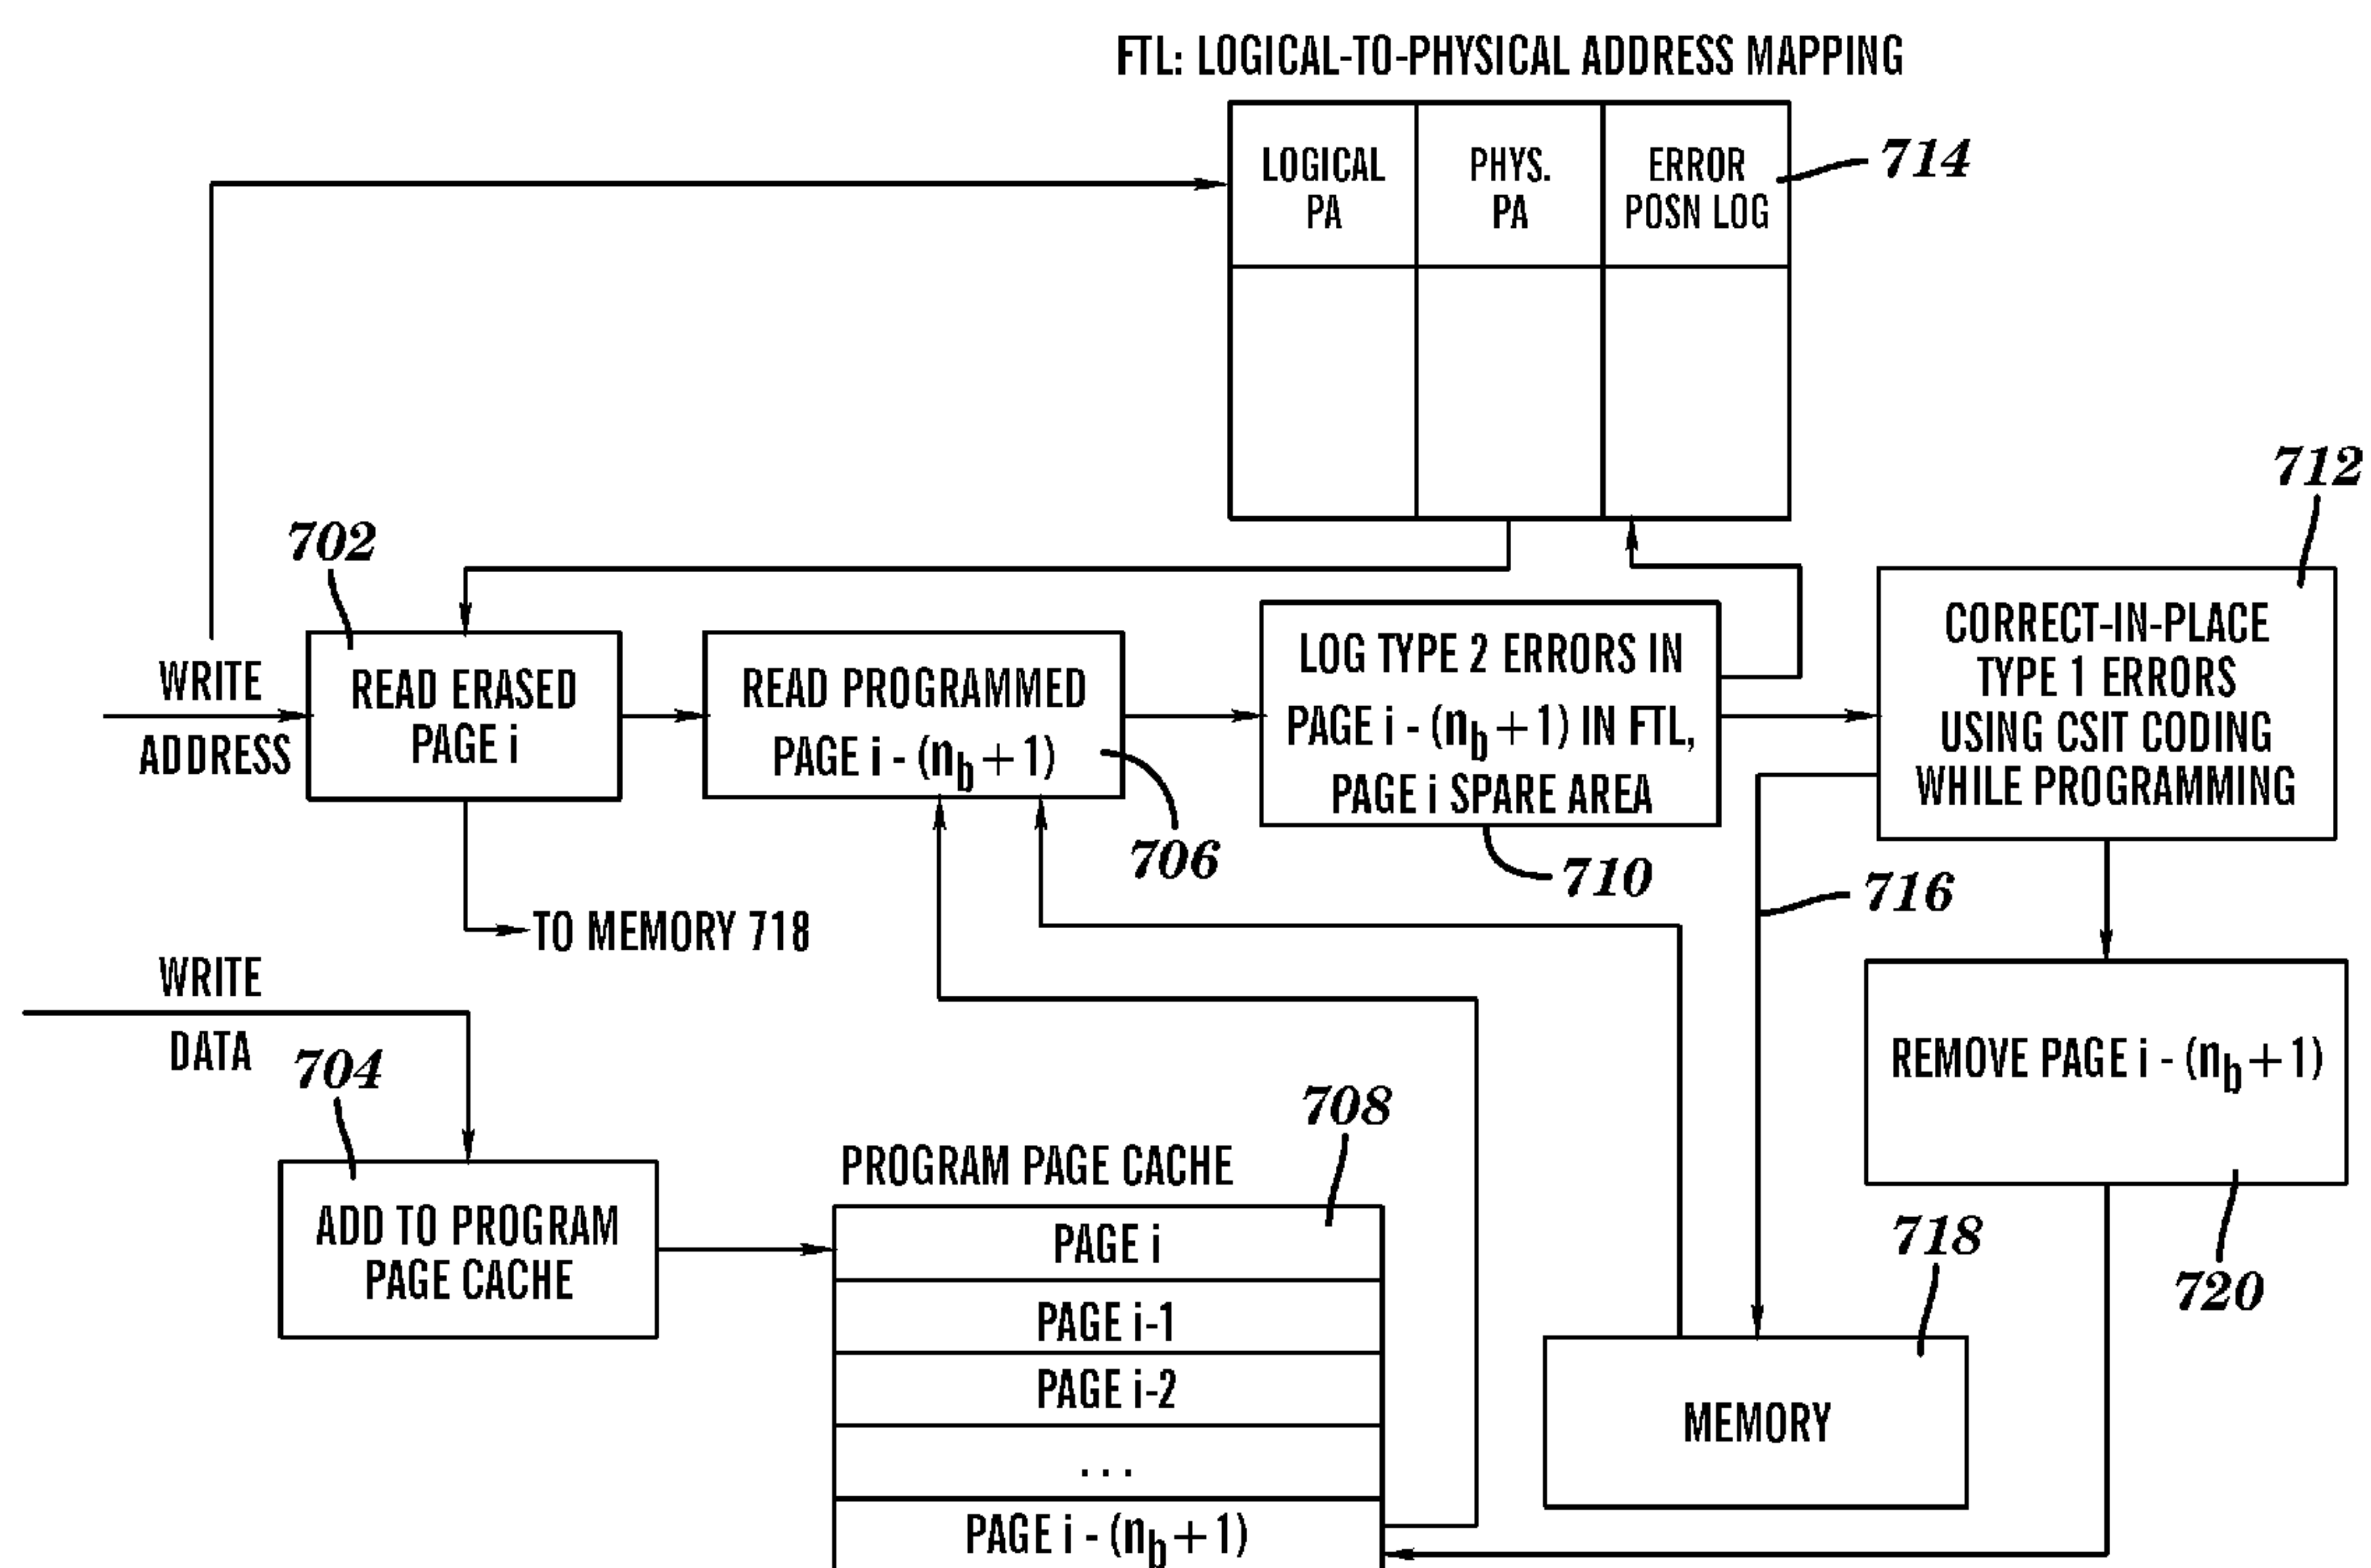 FTL: LOGICAL-TO-PHYSICAL ADDRESS MAPPING
LOGICAL
PA
PHYS.
PA
ERROR
POSN LOG
714
712
702
WRITE
ADDRESS
READ ERASED
PAGE i
READ PROGRAMMED
PAGE i - (nb + 1)
706
LOG TYPE 2 ERRORS IN
PAGE i - (nb + 1) IN FTL,
PAGE i SPARE AREA
710
CORRECT-IN-PLACE
TYPE 1 ERRORS
USING CSIT CODING
WHILE PROGRAMMING
716
TO MEMORY 718
WRITE
DATA
704
ADD TO PROGRAM
PAGE CACHE
708
PROGRAM PAGE CACHE
PAGE i
PAGE i-1
PAGE i-2
...
PAGE i - (nb + 1)
REMOVE PAGE i - (nb + 1)
720
718
MEMORY